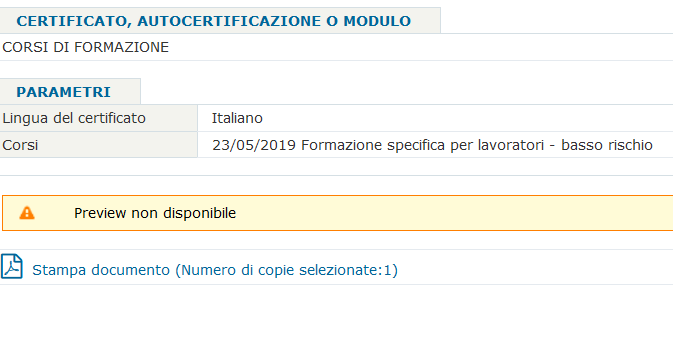 CERTIFICATO, AUTOCERTIFICAZIONE O MODULO
CORSI DI FORMAZIONE
PARAMETRI
Lingua del certificato Italiano
Corsi 23/05/2019 Formazione specifica per lavoratori - basso rischio
Preview non disponibile
Stampa documento (Numero di copie selezionate:1)